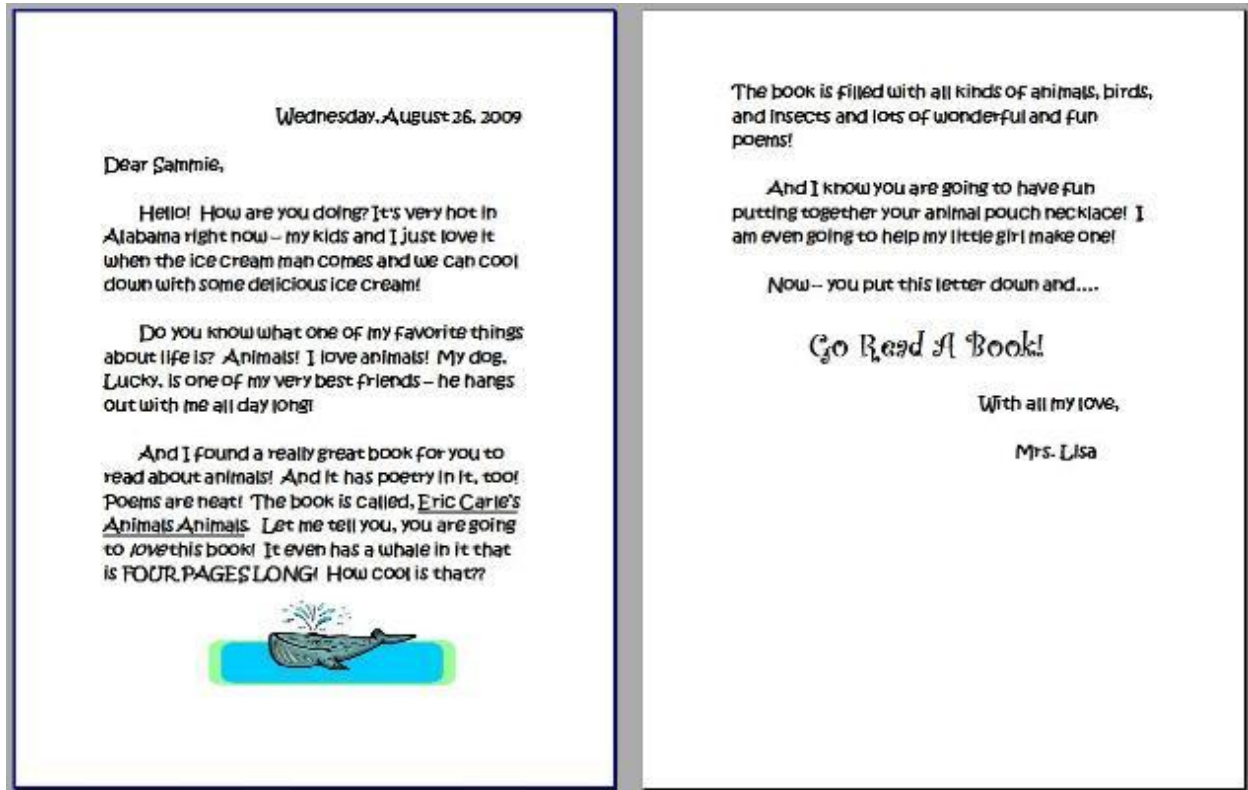 Wednesday, August 26, 2009
Dear Sammie,
Hello! How are you doing? It's very hot in
Alabama right now – my kids and I just love it
when the ice cream man comes and we can cool
down with some delicious ice cream!
Do you know what one of my favorite things
about life is? Animals! I love animals! My dog,
Lucky, is one of my very best friends – he hangs
out with me all day long!
And I found a really great book for you to
read about animals! And it has poetry in it, too!
Poems are neat! The book is called, Eric Carle's
Animals Animals. Let me tell you, you are going
to love this book! It even has a whale in it that
is FOUR PAGES LONG! How cool is that??
The book is filled with all kinds of animals, birds,
and insects and lots of wonderful and fun
poems!
And I know you are going to have fun
putting together your animal pouch necklace! I
am even going to help my little girl make one!
Now – you put this letter down and....
Go Read A Book!
With all my love,
Mrs. Lisa